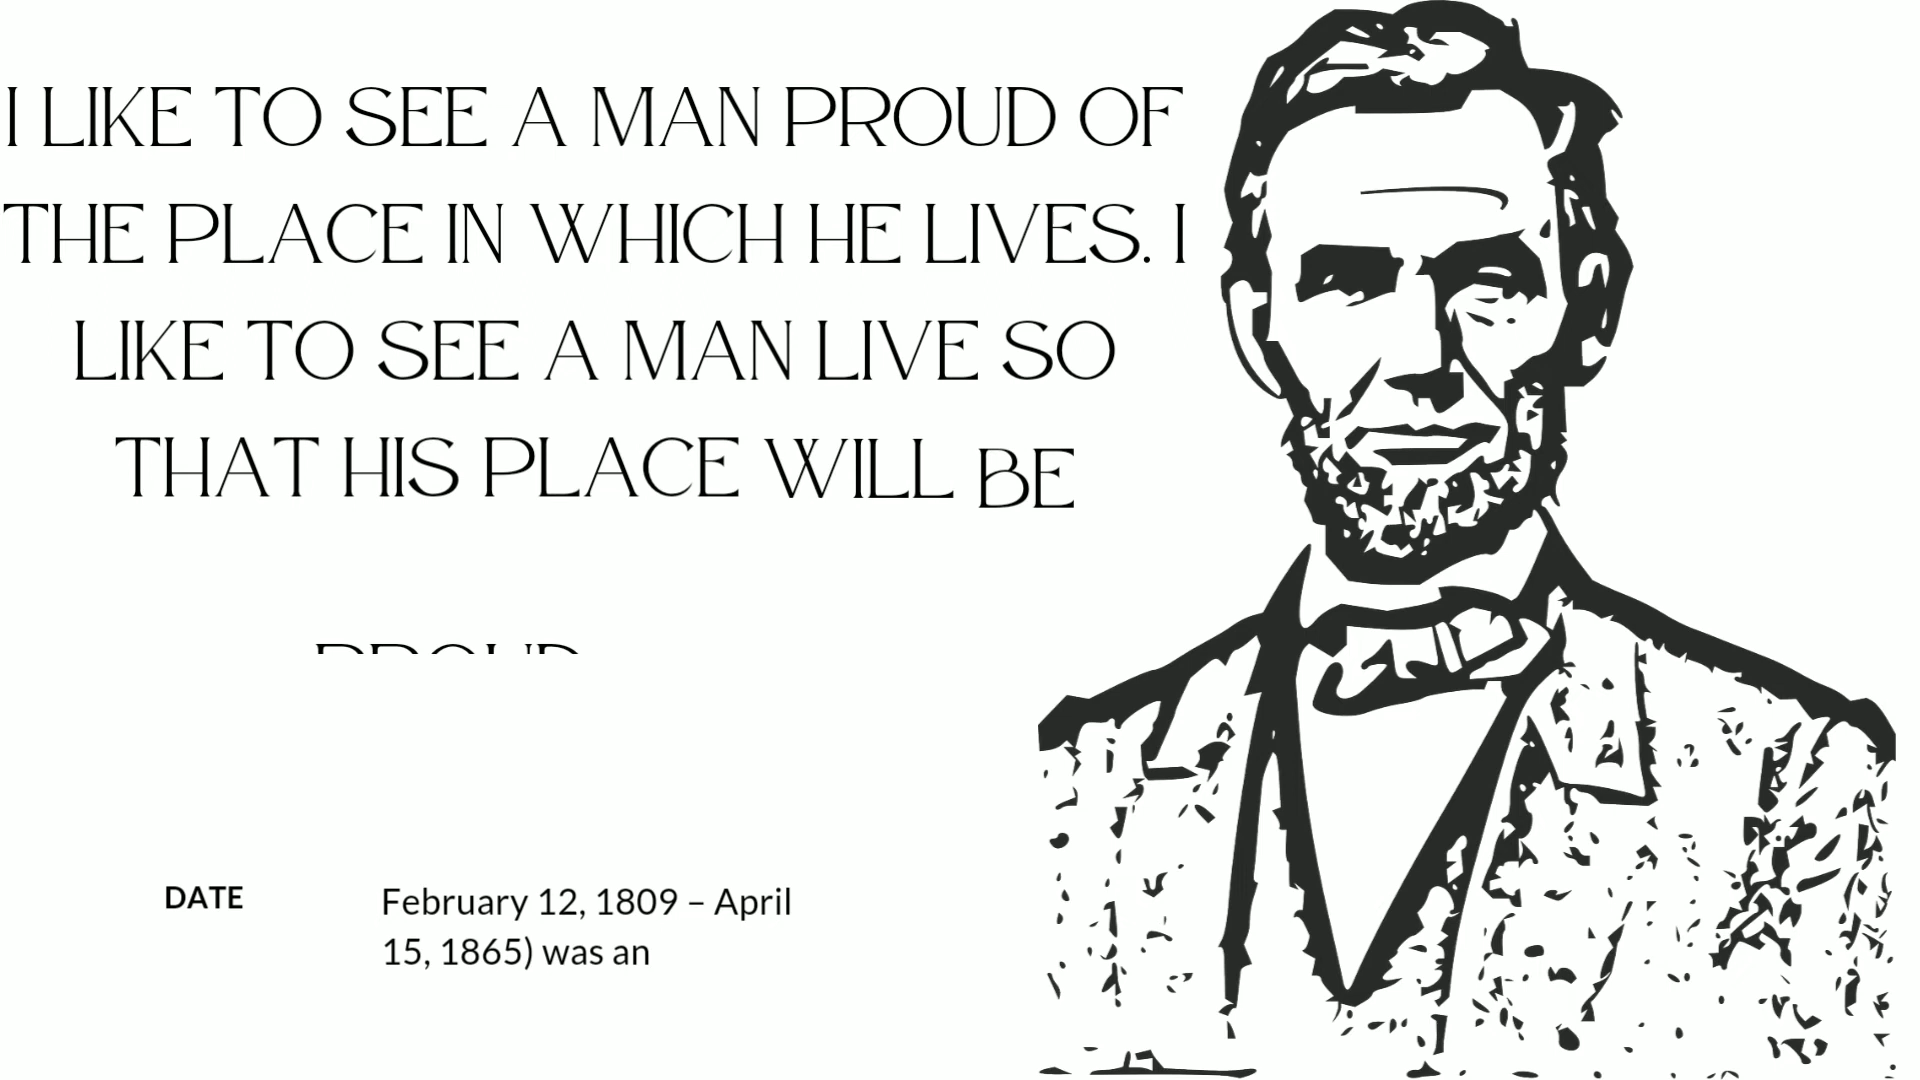 I LIKE TO SEE A MAN PROUD OF
THE PLACE IN WHICH HE LIVES. I
LIKE TO SEE A MAN LIVE SO
THAT HIS PLACE WILL BE
PROUD
DATE
February 12, 1809 – April
15, 1865) was an